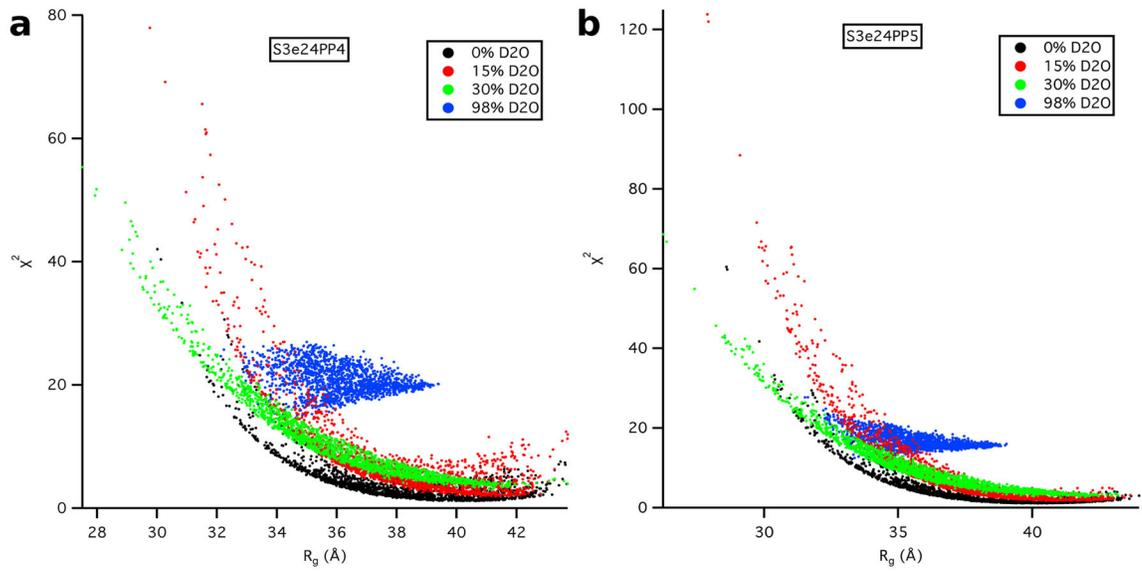 a
S3e24PP4
0% D2O
15% D2O
30% D2O
98% D2O
80
60
40
20
0
χ²
28 30 32 34 36 38 40 42
Rg (Å)
b
S3e24PP5
0% D2O
15% D2O
30% D2O
98% D2O
120
100
80
60
40
20
0
χ²
30 35 40
Rg (Å)